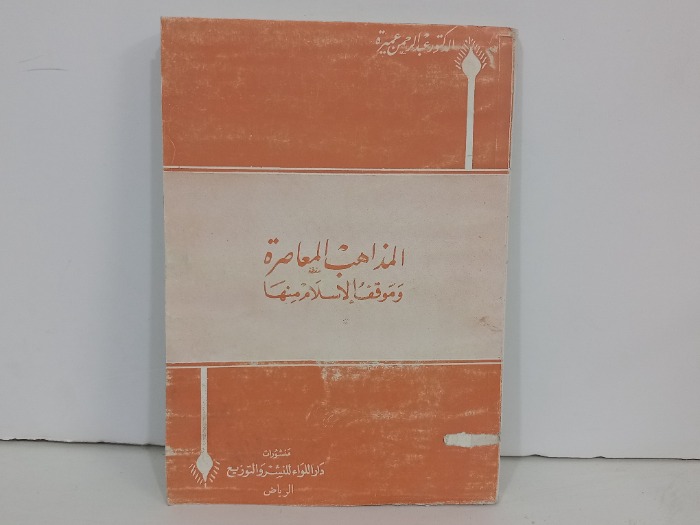 الدكتور عبد الرحمن عميرة
المذاهب المعاصرة
وموقف الإسلام منها
منشورات
دار اللواء للنشر والتوزيع
الرياض